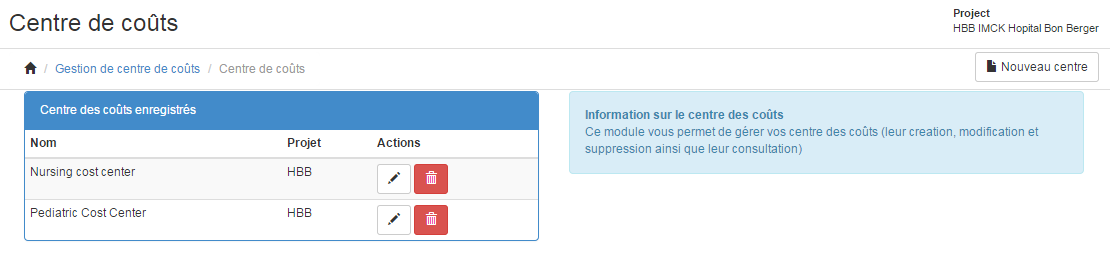 Centre de coûts
Project
HBB IMCK Hopital Bon Berger
/ Gestion de centre de coûts / Centre de coûts
Nouveau centre
Centre des coûts enregistrés
Nom Projet Actions
Nursing cost center HBB
Pediatric Cost Center HBB
Information sur le centre des coûts
Ce module vous permet de gérer vos centre des coûts (leur creation, modification et
suppression ainsi que leur consultation)